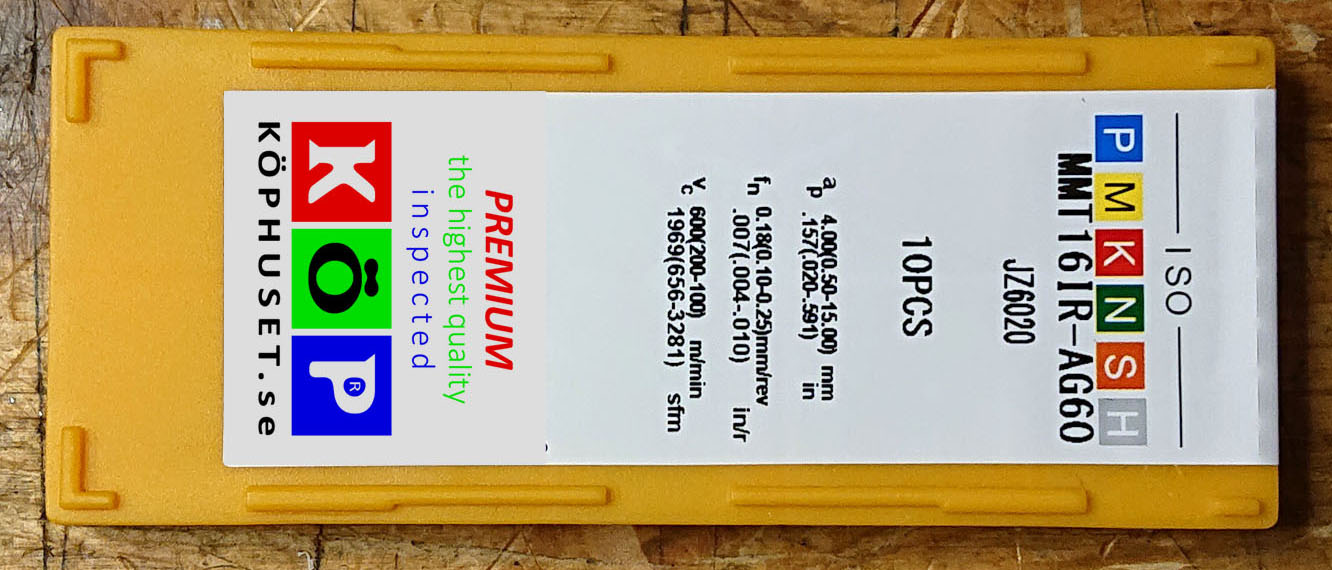 ISO
P M K N S H
MMT16IR-AG60
JZ6020
10PCS
ap 4.00(0.50-15.00) mm
.157(.020-.591) in
fn 0.18(0.10-0.25)mm/rev
.007(.004-.010) in/r
Vc 600(200-100) m/min
1969(656-3281) sfm
PREMIUM
the highest quality
inspected
KÖP®
KÖPHUSET.se